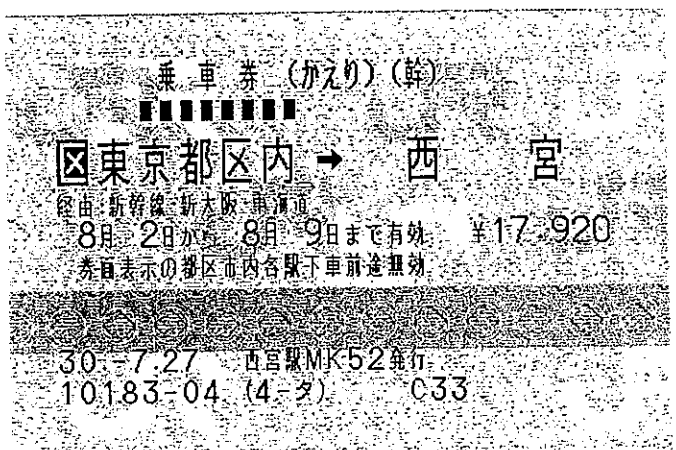 乗車券 (かえり) (幹)
区 東京都区内 → 西宮
経由:新幹線・新大阪・東海道
8月 2日から 8月 9日まで有効 ¥17,920
券面表示の都区市内各駅下車前途無効
30.-7.27 西宮駅MK52発行
10183-04 (4-タ) C33